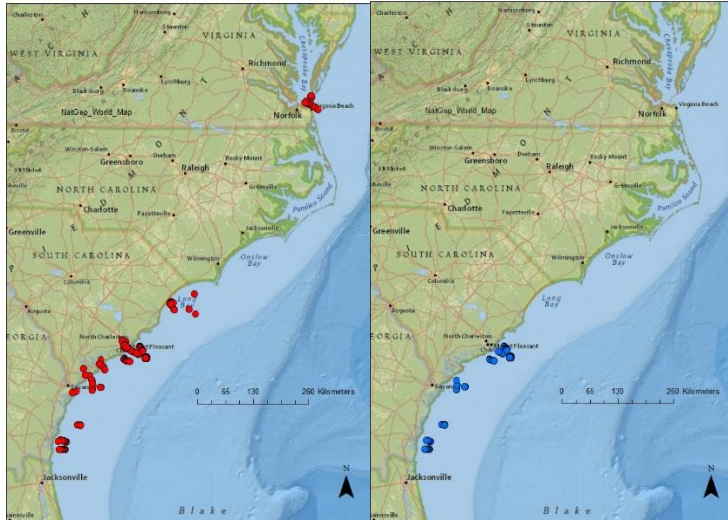 Charleston
Harrisonburg
Staunton
WEST VIRGINIA
VIRGINIA
Chesapeake Bay
Richmond
Lynchburg
Blacksburg
Roanoke
NatGeo_World_Map
Virginia Beach
Norfolk
Bristol
Winston-Salem
Greensboro
Durham
Rocky Mount
Raleigh
NORTH CAROLINA
Greenville
Pamlico Sound
Charlotte
Fayetteville
Greenville
Jacksonville
SOUTH CAROLINA
Wilmington
Onslow
Bay
Columbia
Long
Bay
Augusta
North Charleston
Pleasant
GEORGIA
0 65 130 260 Kilometers
Jacksonville
N
Blake
Gainesville
Charleston
Harrisonburg
Staunton
WEST VIRGINIA
VIRGINIA
Chesapeake Bay
Richmond
Lynchburg
Blacksburg
Roanoke
NatGeo_World_Map
Virginia Beach
Norfolk
Bristol
Winston-Salem
Greensboro
Durham
Rocky Mount
Raleigh
NORTH CAROLINA
Greenville
Pamlico Sound
Charlotte
Fayetteville
Greenville
Jacksonville
SOUTH CAROLINA
Wilmington
Onslow
Bay
Columbia
Long
Bay
Augusta
North Charleston
Pleasant
GEORGIA
0 65 130 260 Kilometers
Jacksonville
N
Blake
Gainesville